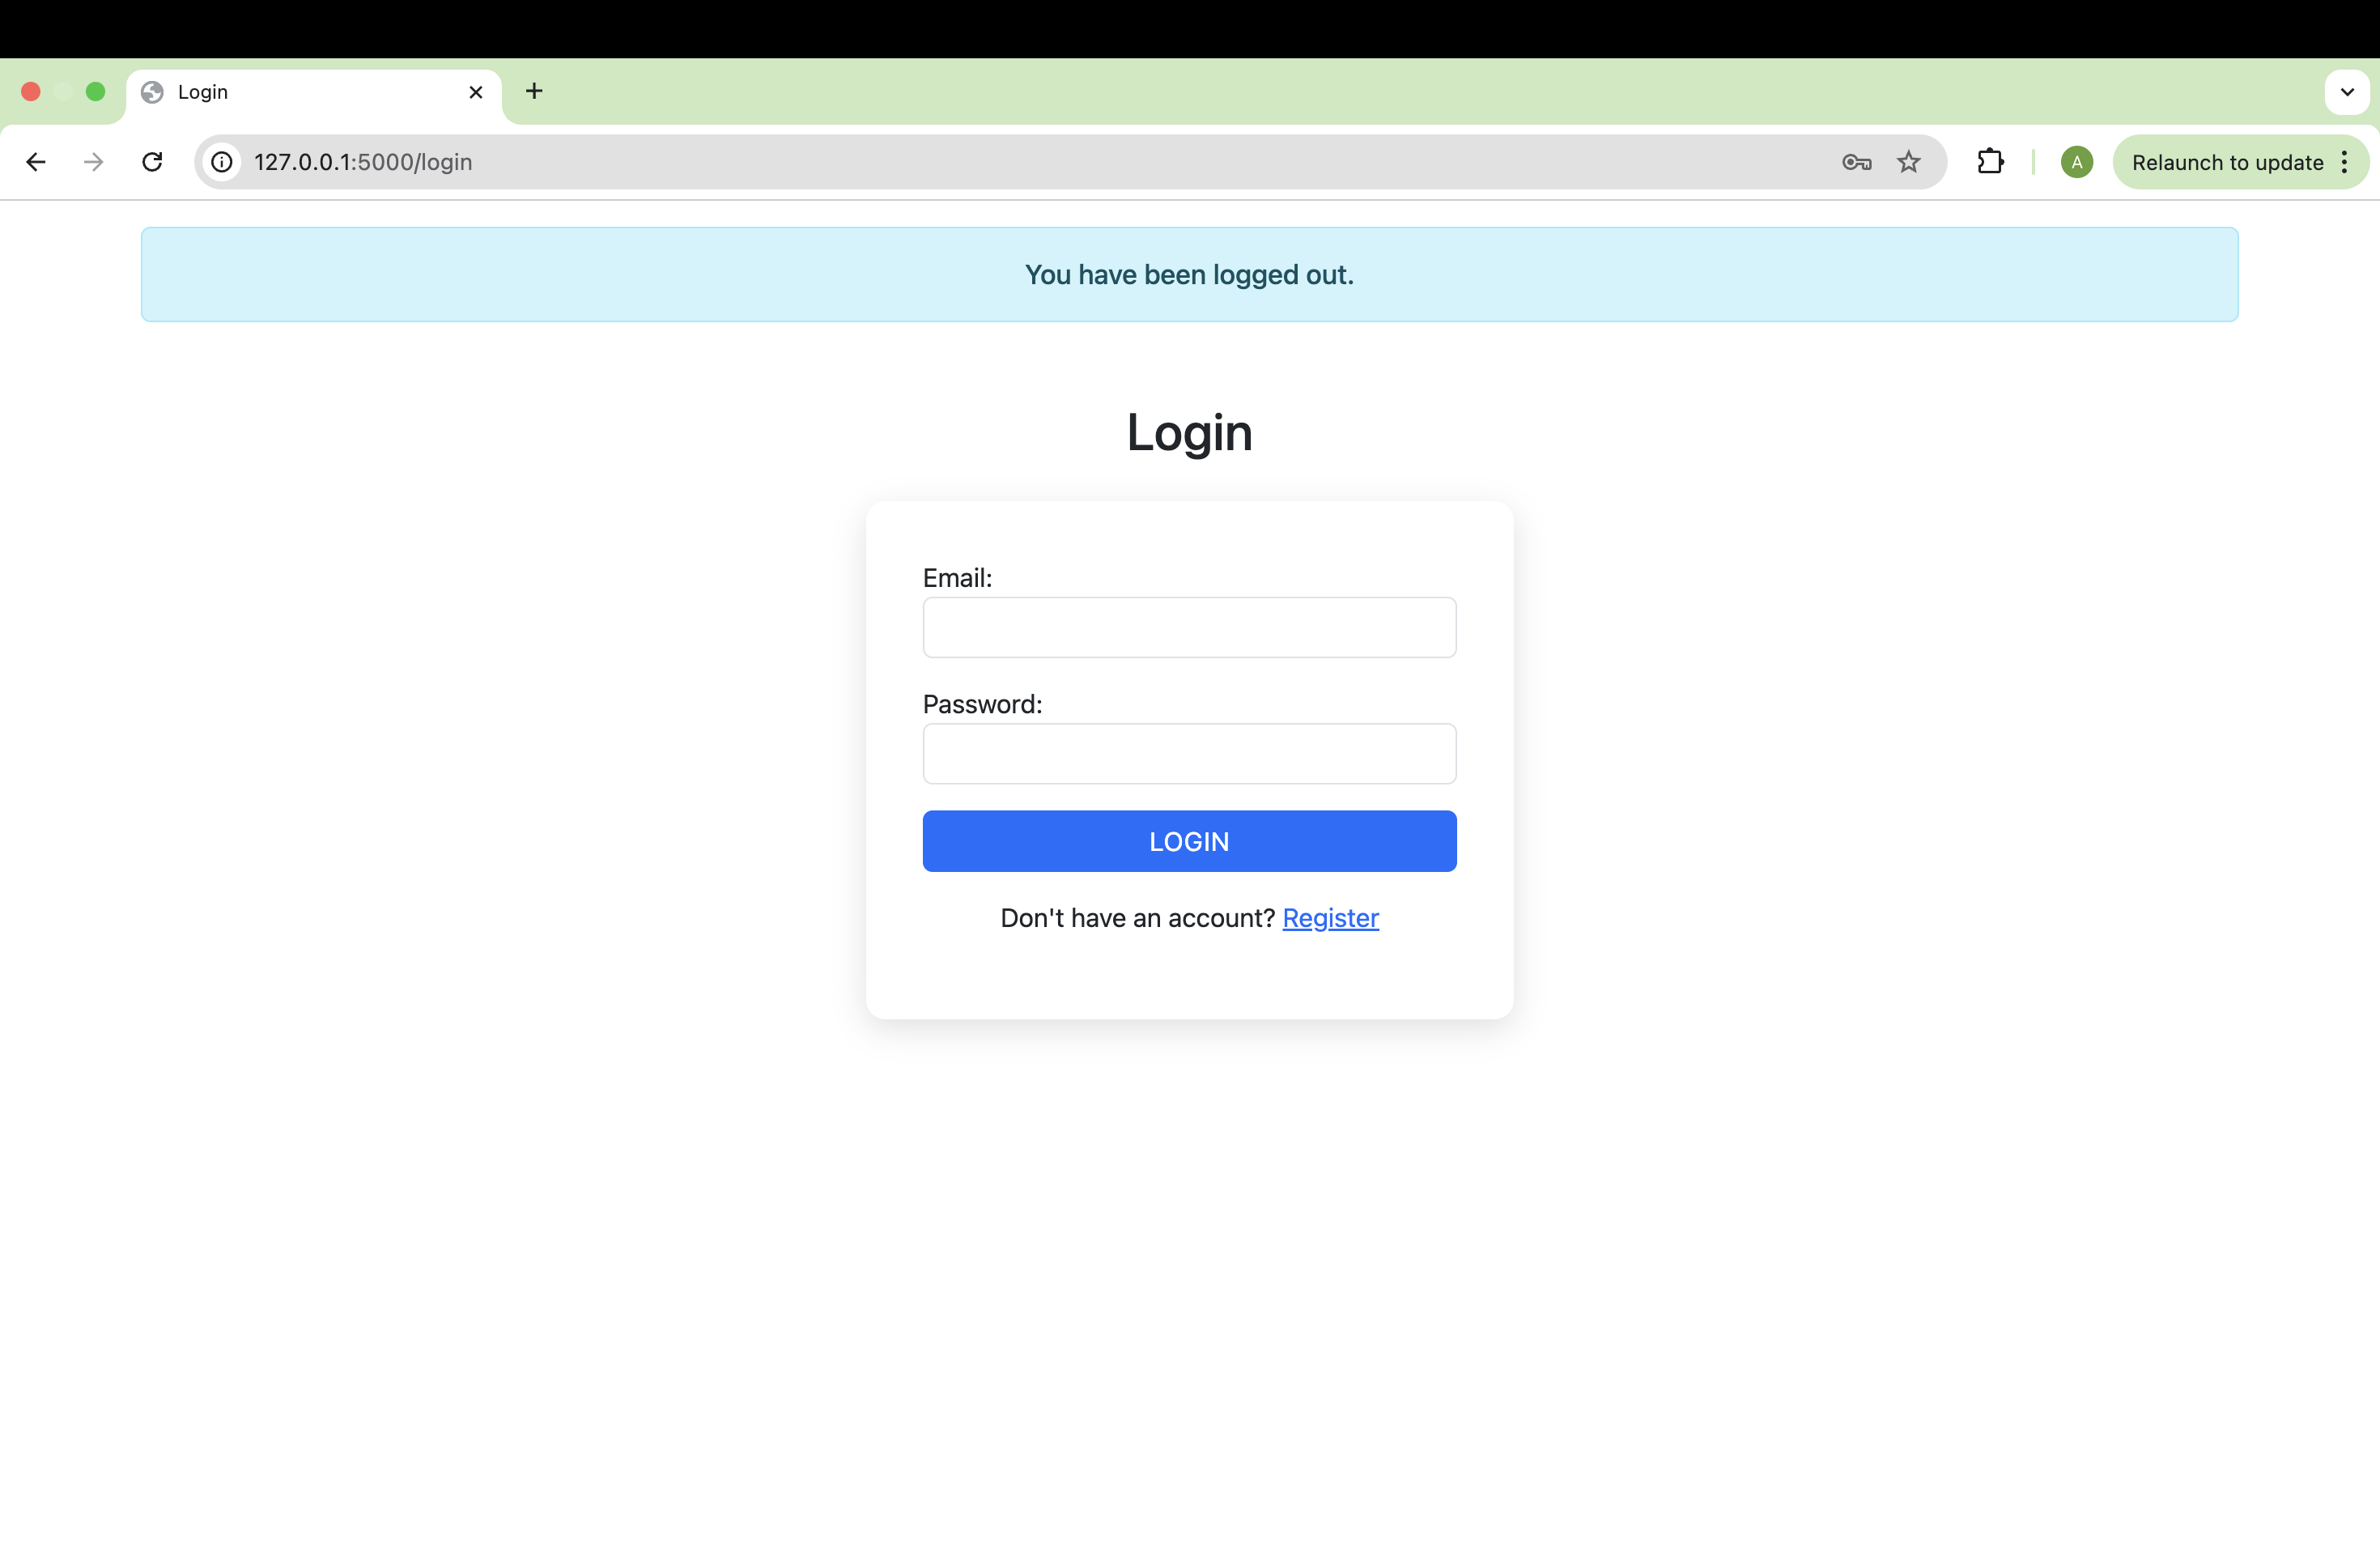 Login
127.0.0.1:5000/login
A
Relaunch to update
You have been logged out.
Login
Email:
Password:
LOGIN
Don't have an account? Register